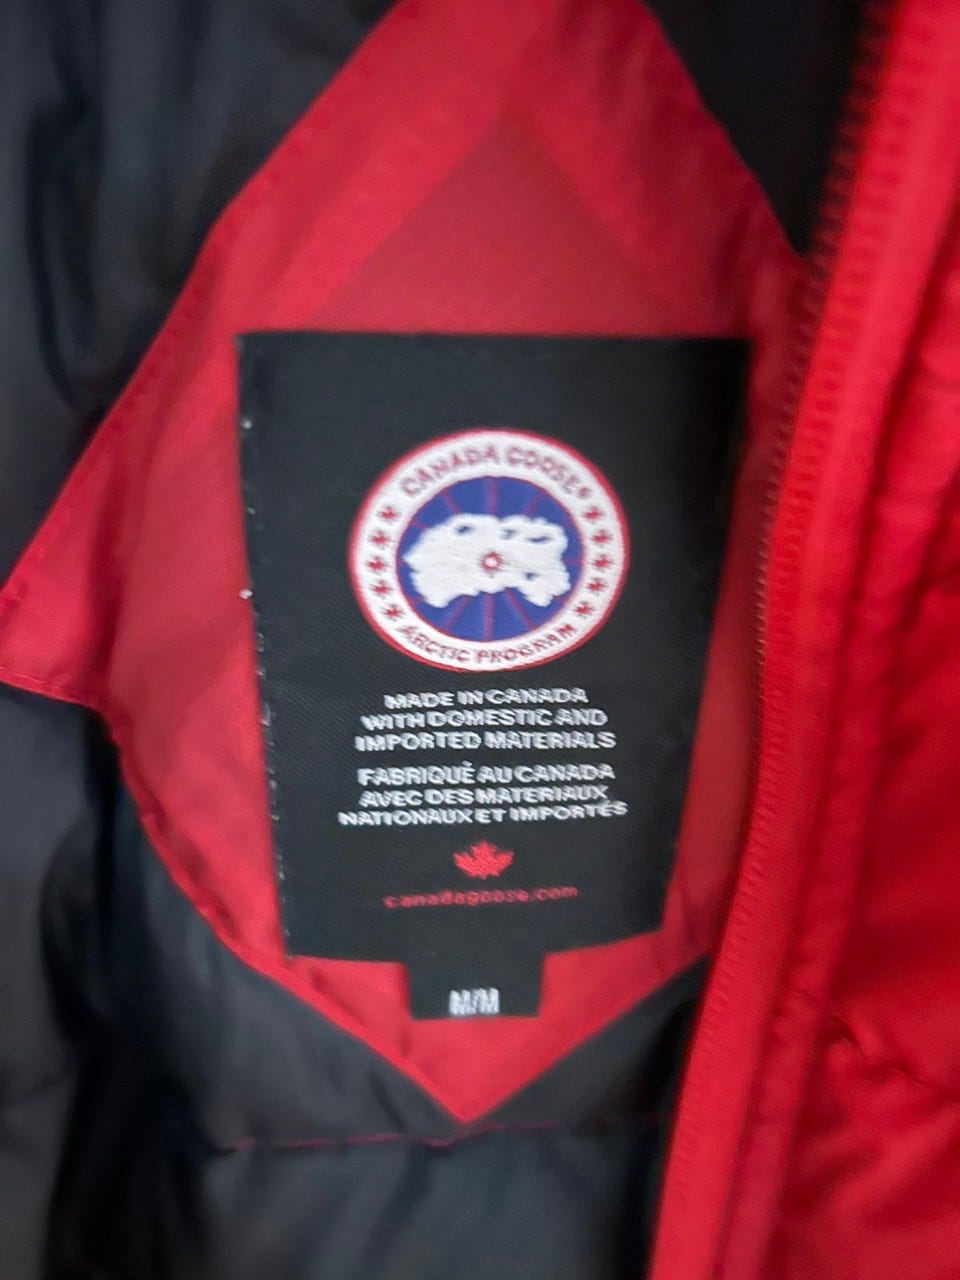 CANADA GOOSE®
ARCTIC PROGRAM
MADE IN CANADA
WITH DOMESTIC AND
IMPORTED MATERIALS
FABRIQUÈ AU CANADA
AVEC DES MATERIAUX
NATIONAUX ET IMPORTÉS
canadagoose.com
M/M